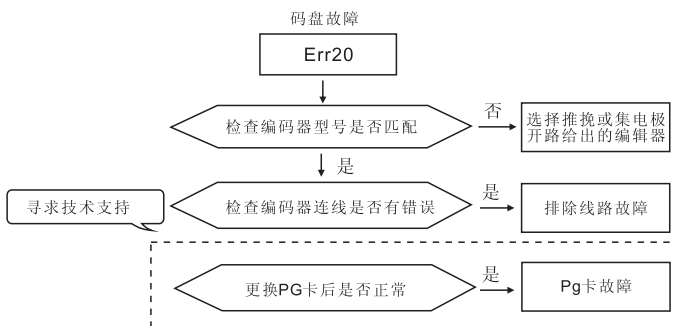 码盘故障
Err20
检查编码器型号是否匹配
否
选择推挽或集电极
开路给出的编辑器
是
寻求技术支持
检查编码器连线是否有错误
是
排除线路故障
更换PG卡后是否正常
是
Pg卡故障